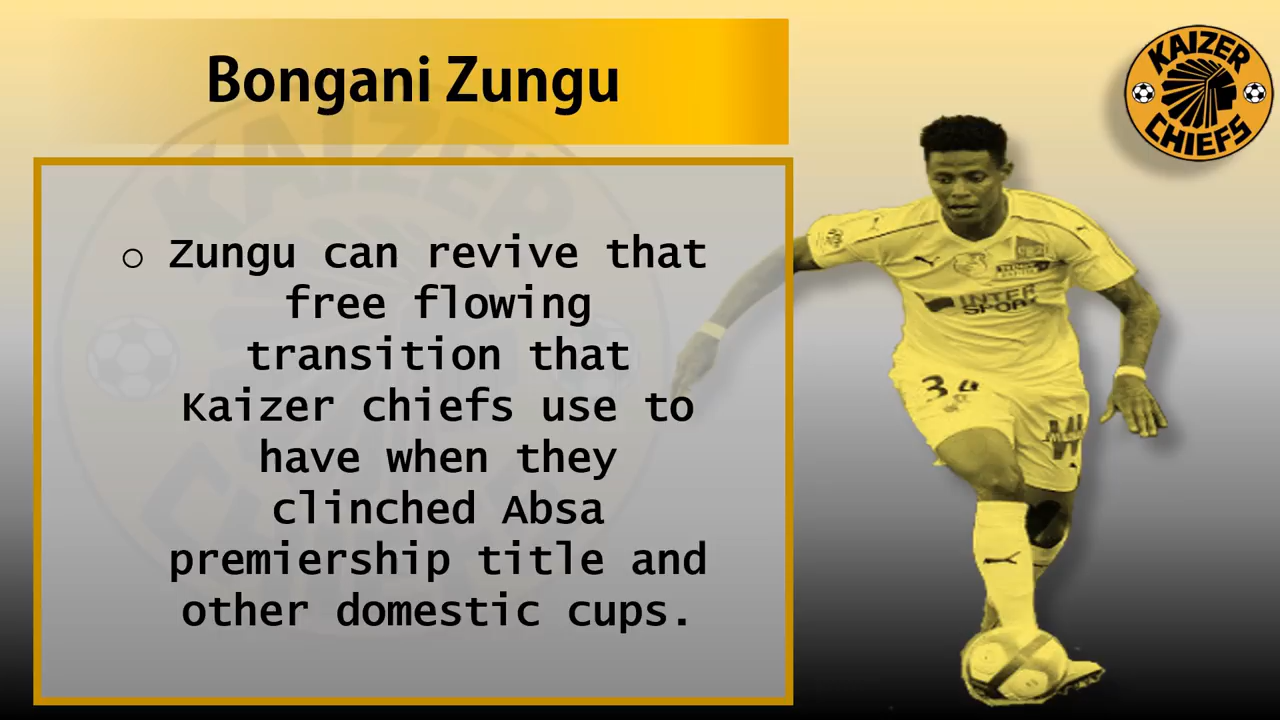 Bongani Zungu
KAIZER
CHIEFS
○ Zungu can revive that
free flowing
transition that
Kaizer chiefs use to
have when they
clinched Absa
premiership title and
other domestic cups.
INTER
SPORT
34